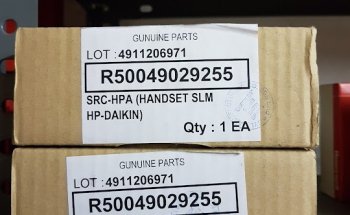 GUNUINE PARTS
LOT : 4911206971
R50049029255
SRC-HPA (HANDSET SLM
HP-DAIKIN)
Qty : 1 EA
GUNUINE PARTS
LOT : 4911206971
R50049029255